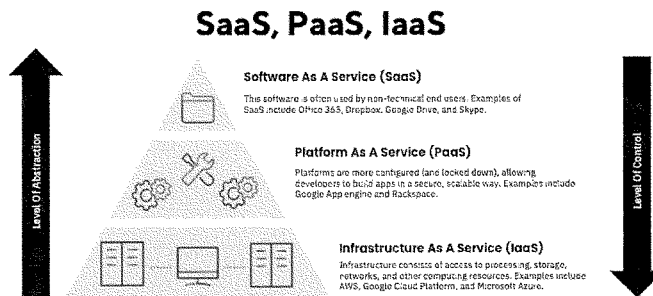 SaaS, PaaS, IaaS
Level Of Abstraction
Software As A Service (SaaS)
This software is often used by non-technical end users. Examples of
SaaS include Office 365, Dropbox, Google Drive, and Skype.
Platform As A Service (PaaS)
Platforms are more configured (and locked down), allowing
developers to build apps in a secure, scalable way. Examples include
Google App engine and Rackspace.
Infrastructure As A Service (IaaS)
Infrastructure consists of access to processing, storage,
networks, and other computing resources. Examples include
AWS, Google Cloud Platform, and Microsoft Azure.
Level Of Control